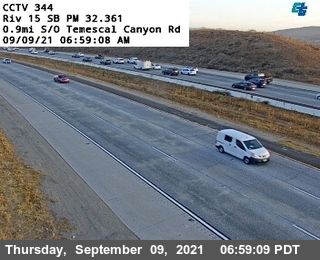 CCTV 344
Riv 15 SB PM 32.361
0.9mi S/O Temescal Canyon Rd
09/09/21 06:59:08 AM
Thursday, September 09, 2021 06:59:09 PDT